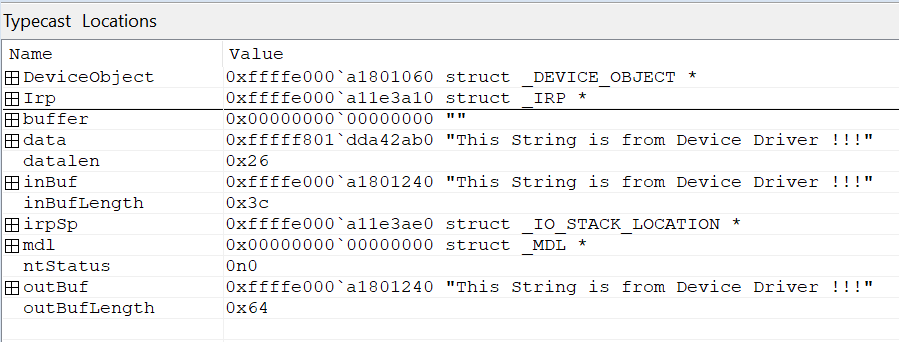 Typecast Locations
Name Value
DeviceObject 0xffffe000`a1801060 struct _DEVICE_OBJECT *
Irp 0xffffe000`a11e3a10 struct _IRP *
buffer 0x00000000`00000000 ""
data 0xfffff801`dda42ab0 "This String is from Device Driver !!!"
datalen 0x26
inBuf 0xffffe000`a1801240 "This String is from Device Driver !!!"
inBufLength 0x3c
irpSp 0xffffe000`a11e3ae0 struct _IO_STACK_LOCATION *
mdl 0x00000000`00000000 struct _MDL *
ntStatus 0n0
outBuf 0xffffe000`a1801240 "This String is from Device Driver !!!"
outBufLength 0x64